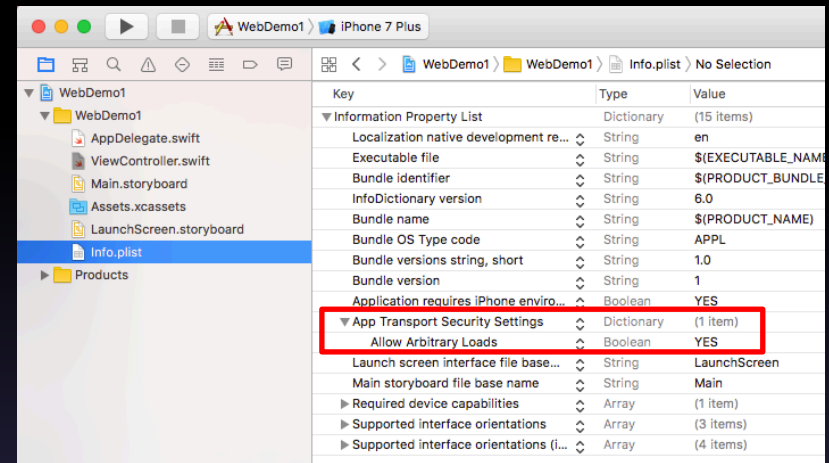 WebDemo1 iPhone 7 Plus
WebDemo1 WebDemo1 Info.plist No Selection
WebDemo1
WebDemo1
AppDelegate.swift
ViewController.swift
Main.storyboard
Assets.xcassets
LaunchScreen.storyboard
Info.plist
Products
Key Type Value
Information Property List Dictionary (15 items)
Localization native development re... String en
Executable file String $(EXECUTABLE_NAME
Bundle identifier String $(PRODUCT_BUNDLE_
InfoDictionary version String 6.0
Bundle name String $(PRODUCT_NAME)
Bundle OS Type code String APPL
Bundle versions string, short String 1.0
Bundle version String 1
Application requires iPhone enviro... Boolean YES
App Transport Security Settings Dictionary (1 item)
Allow Arbitrary Loads Boolean YES
Launch screen interface file base... String LaunchScreen
Main storyboard file base name String Main
Required device capabilities Array (1 item)
Supported interface orientations Array (3 items)
Supported interface orientations (i... Array (4 items)